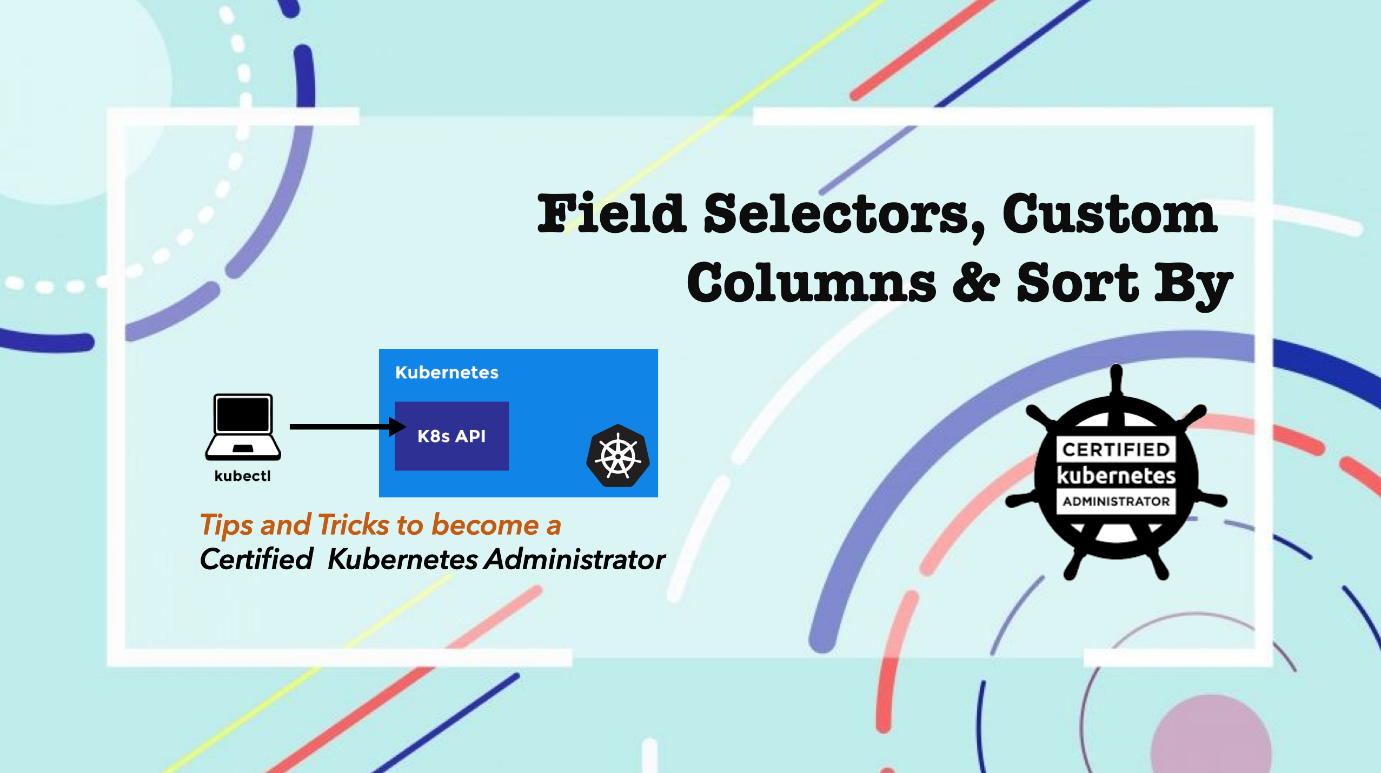 Field Selectors, Custom
Columns & Sort By
Kubernetes
K8s API
kubectl
Tips and Tricks to become a
Certified Kubernetes Administrator
CERTIFIED
kubernetes
ADMINISTRATOR